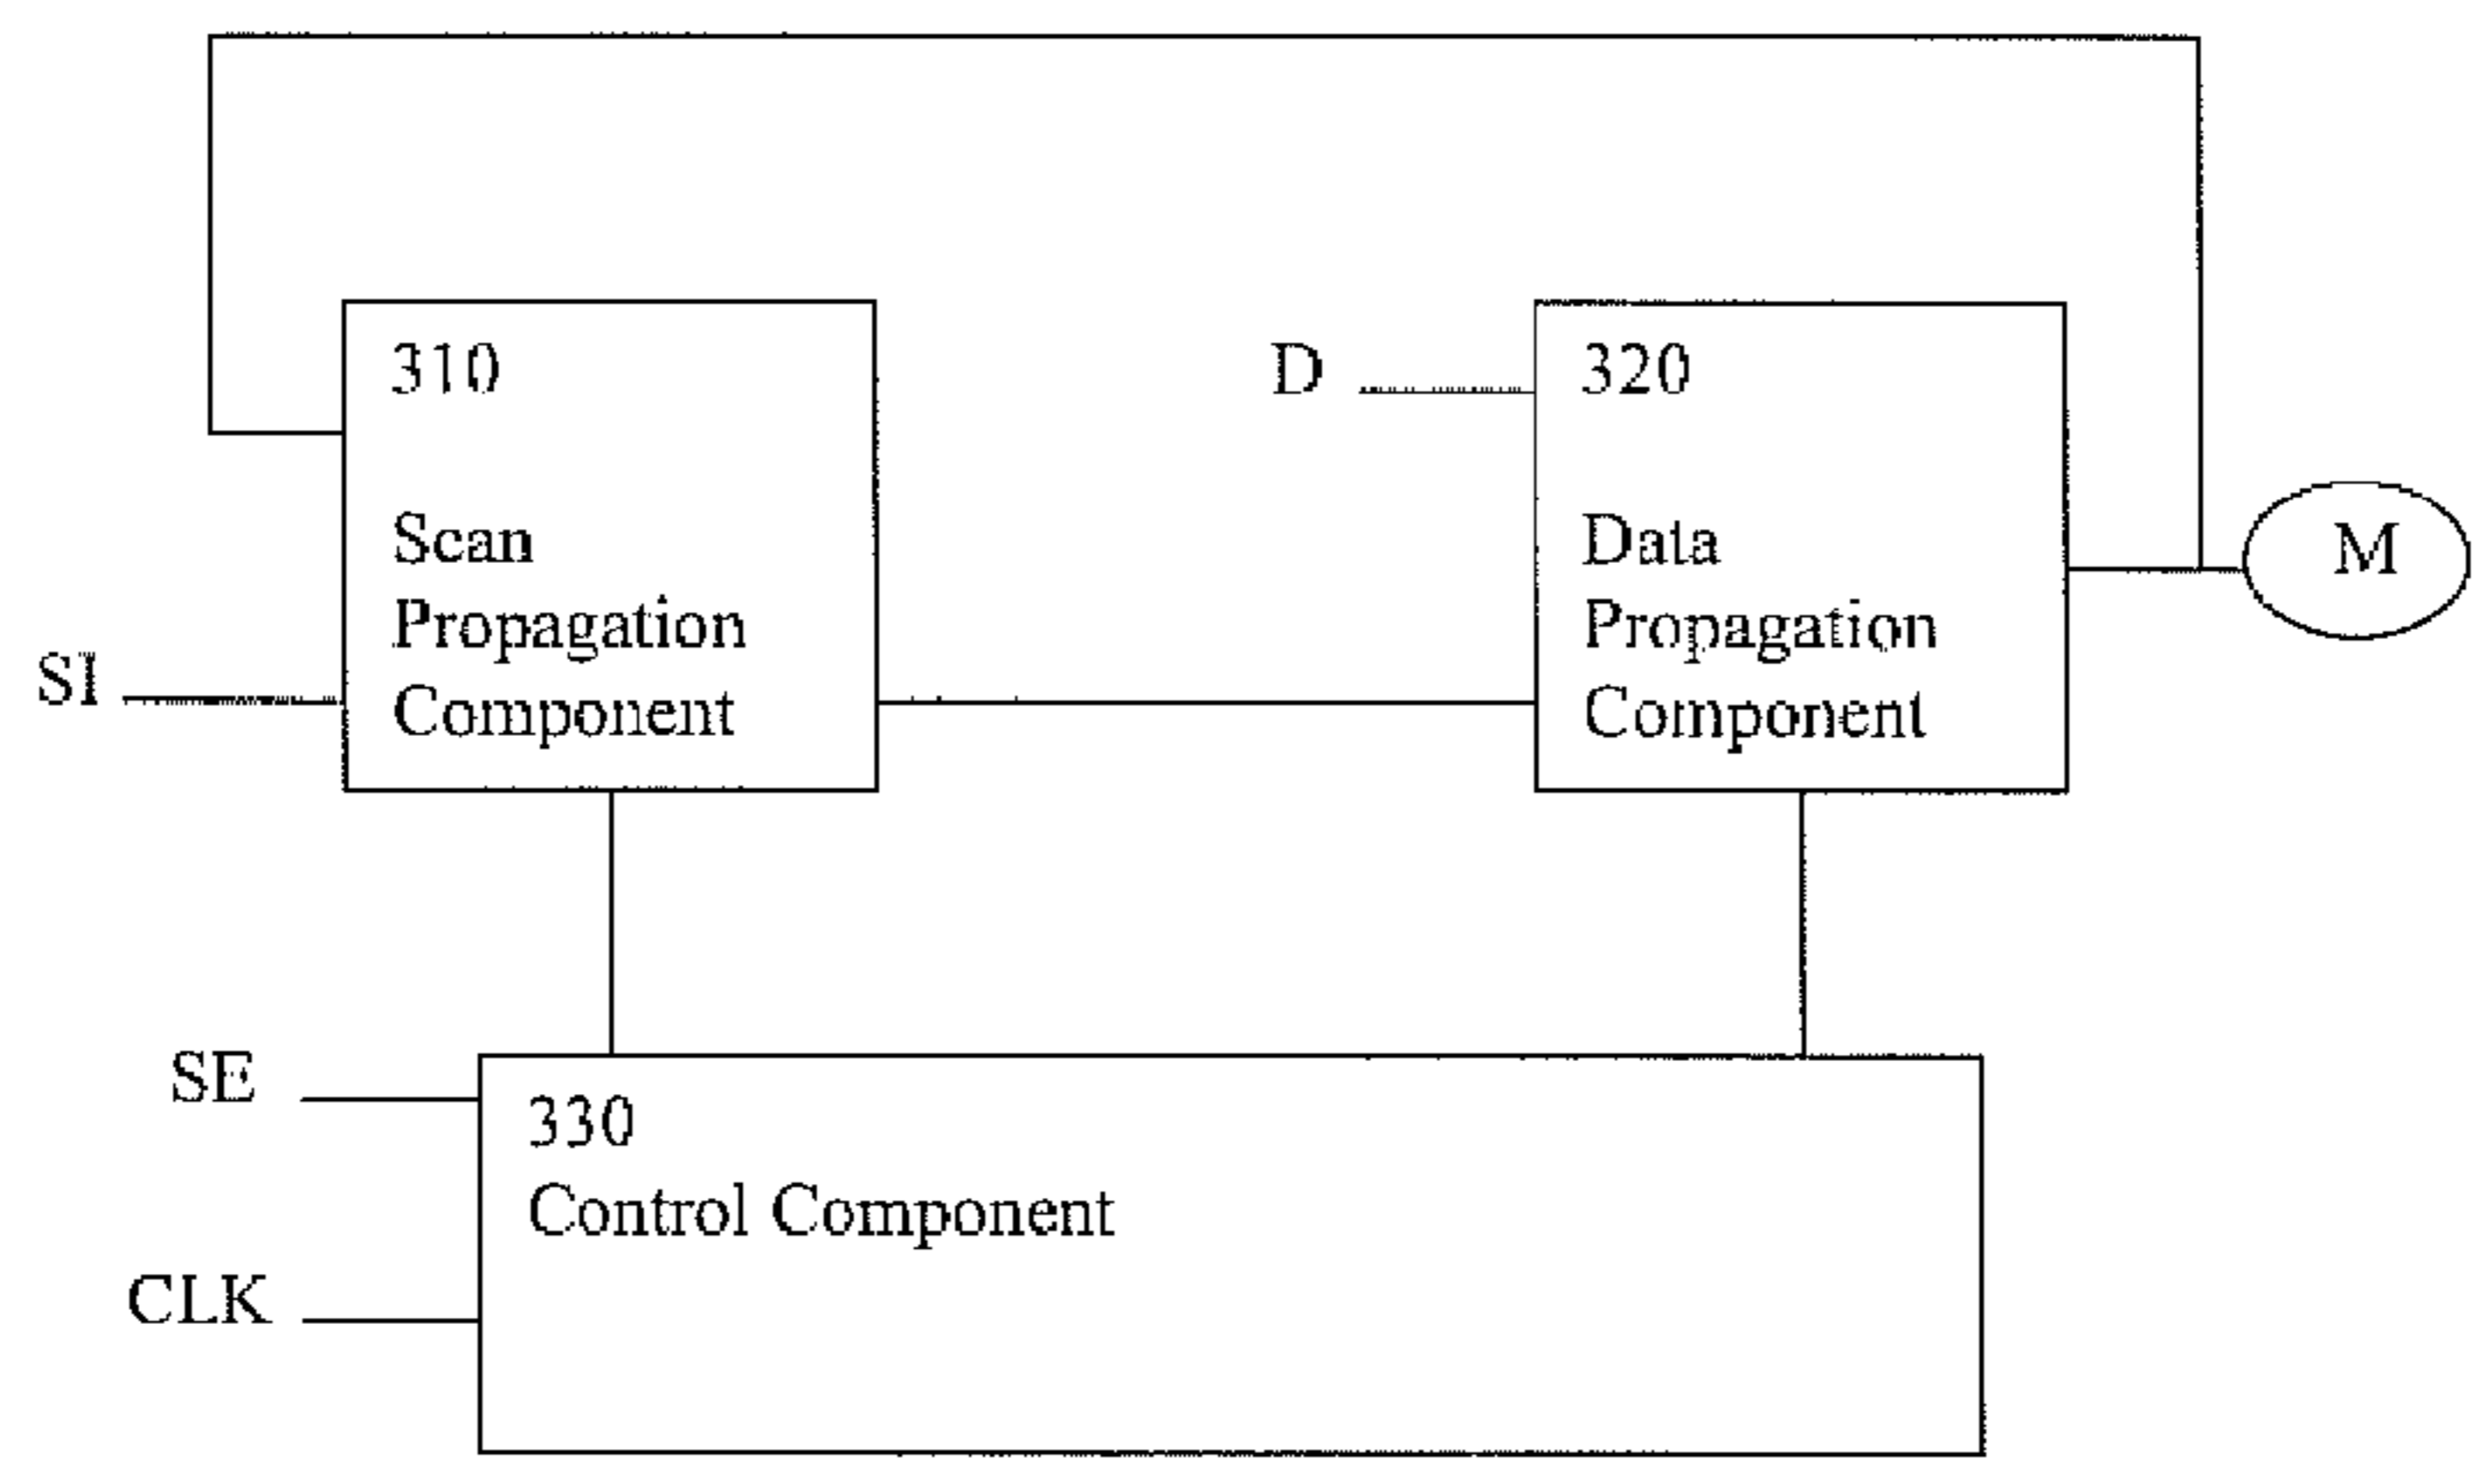 310
Scan
Propagation
Component
SI
D
320
Data
Propagation
Component
M
SE
330
Control Component
CLK